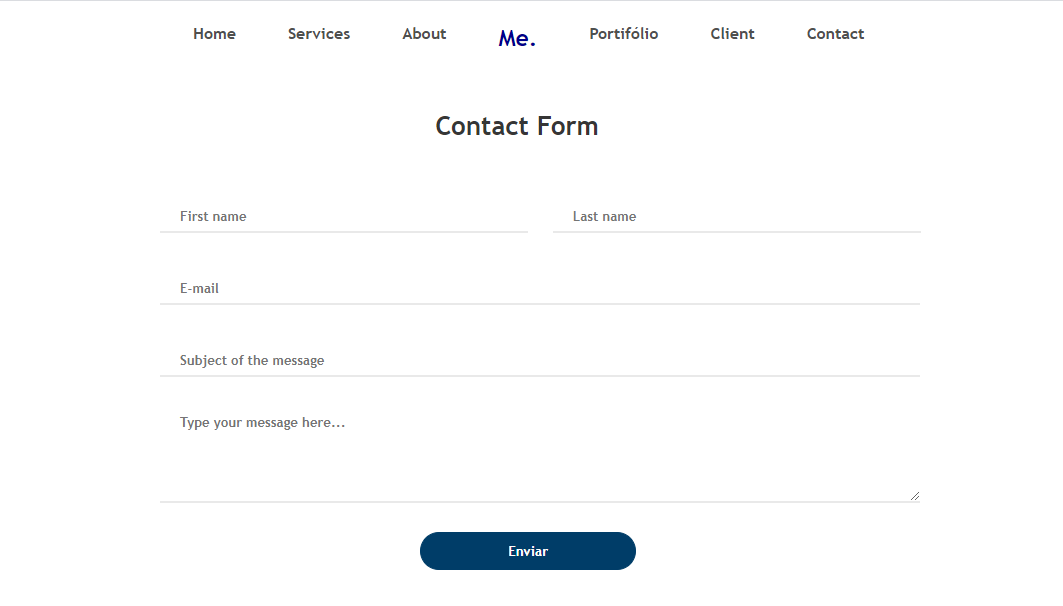 Home Services About Me. Portifólio Client Contact
Contact Form
First name Last name
E-mail
Subject of the message
Type your message here...
Enviar